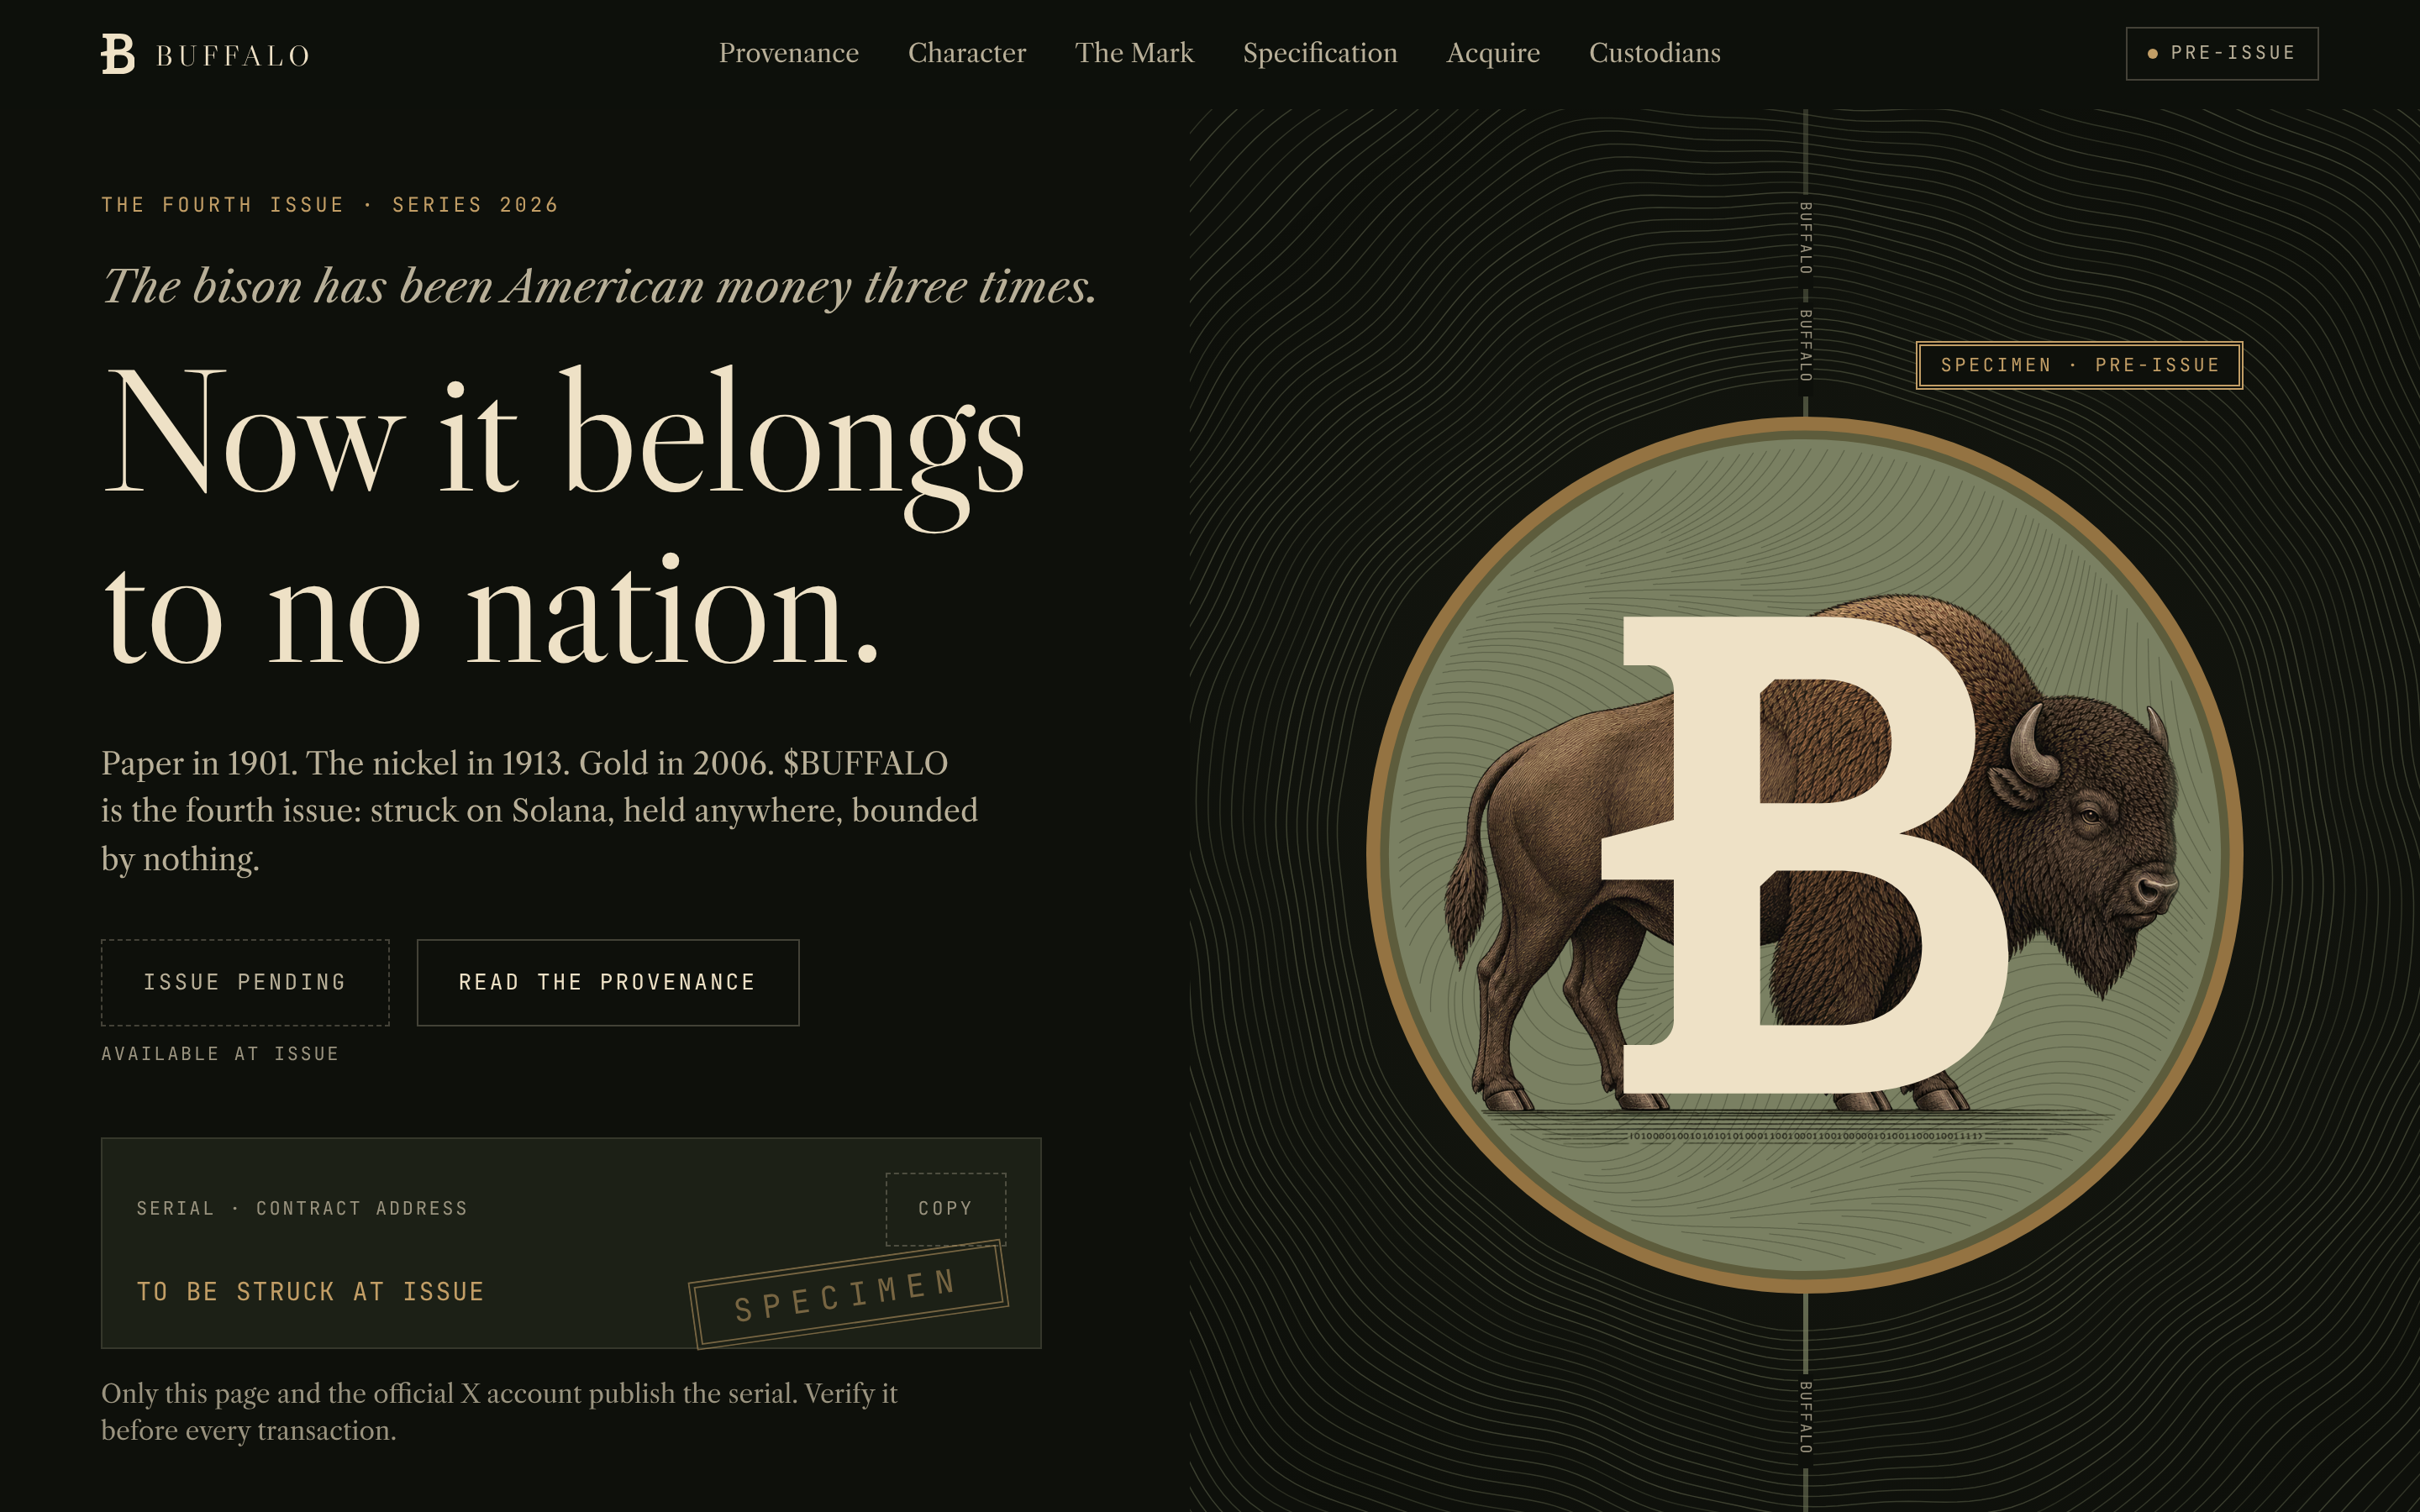 BUFFALO
Provenance
Character
The Mark
Specification
Acquire
Custodians
PRE-ISSUE
THE FOURTH ISSUE · SERIES 2026
The bison has been American money three times.
Now it belongs
to no nation.
Paper in 1901. The nickel in 1913. Gold in 2006. $BUFFALO
is the fourth issue: struck on Solana, held anywhere, bounded
by nothing.
ISSUE PENDING
READ THE PROVENANCE
AVAILABLE AT ISSUE
SERIAL · CONTRACT ADDRESS
COPY
TO BE STRUCK AT ISSUE
SPECIMEN
Only this page and the official X account publish the serial. Verify it
before every transaction.
BUFFALO
BUFFALO
SPECIMEN · PRE-ISSUE
B
BUFFALO